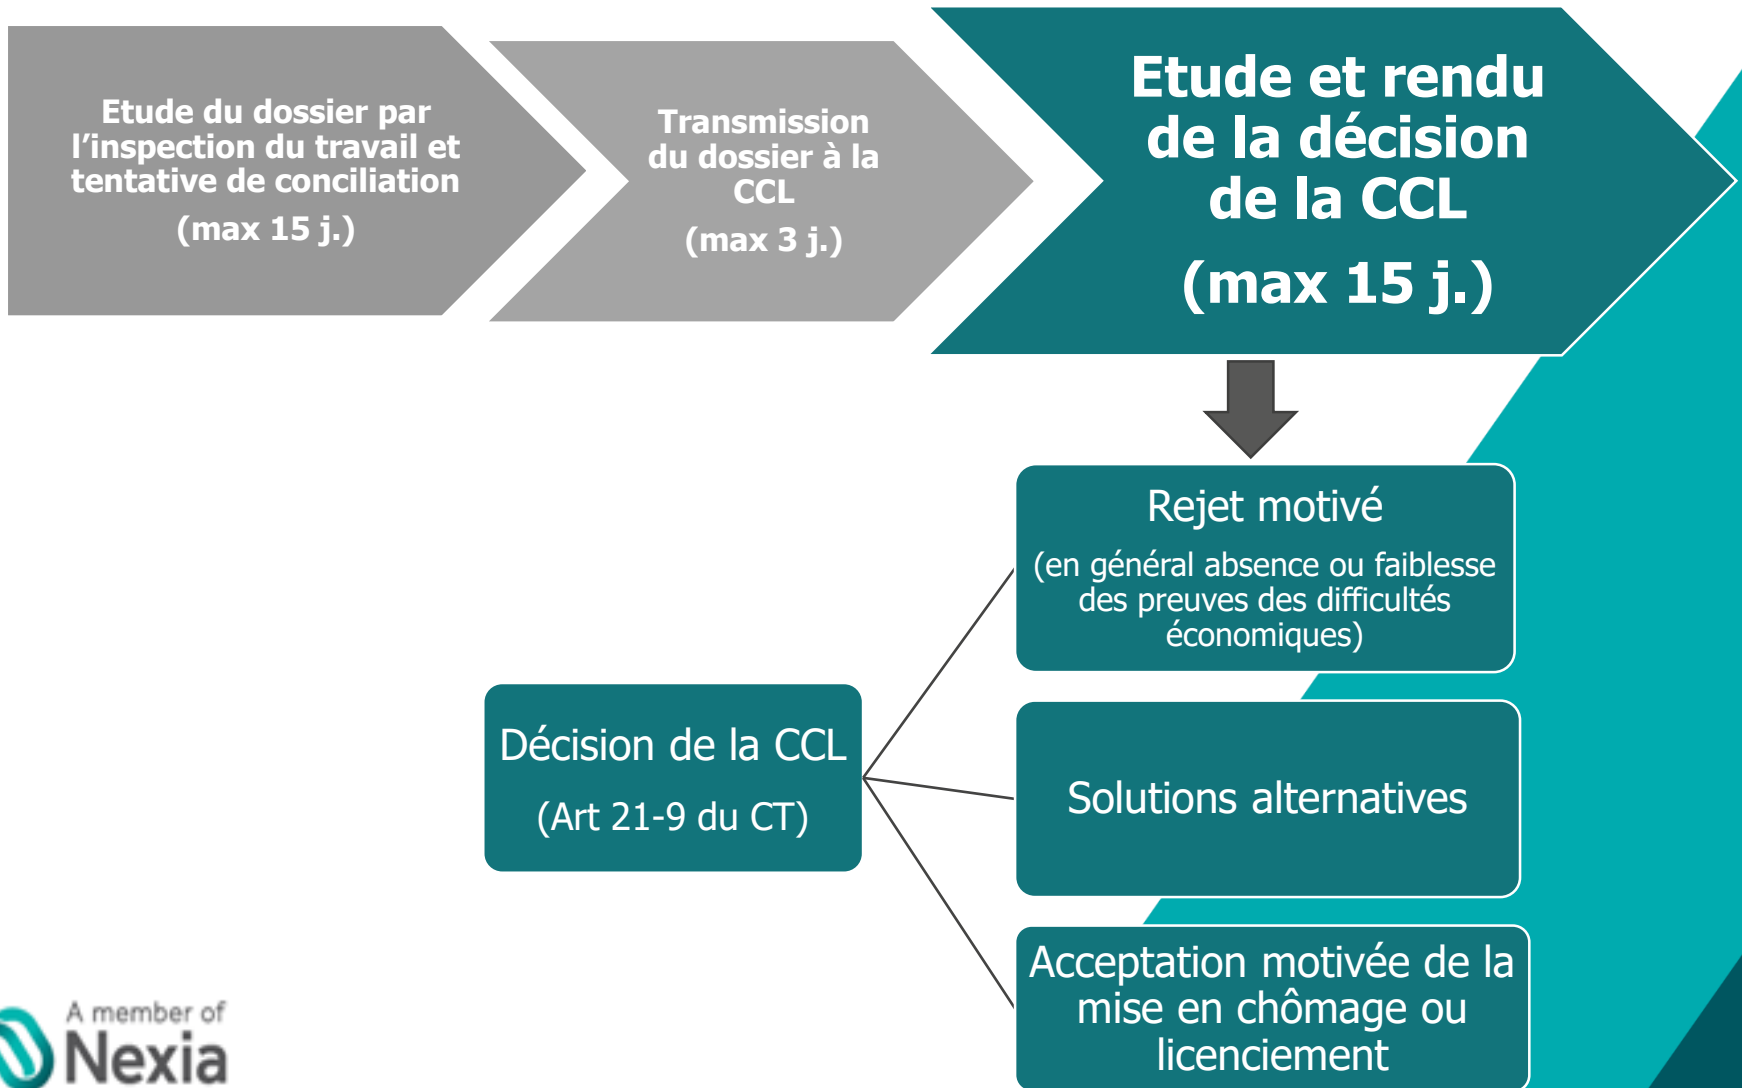 Etude du dossier par
l’inspection du travail et
tentative de conciliation
(max 15 j.)
Transmission
du dossier à la
CCL
(max 3 j.)
Etude et rendu
de la décision
de la CCL
(max 15 j.)
Décision de la CCL
(Art 21-9 du CT)
Rejet motivé
(en général absence ou faiblesse
des preuves des difficultés
économiques)
Solutions alternatives
Acceptation motivée de la
mise en chômage ou
licenciement
A member of
Nexia